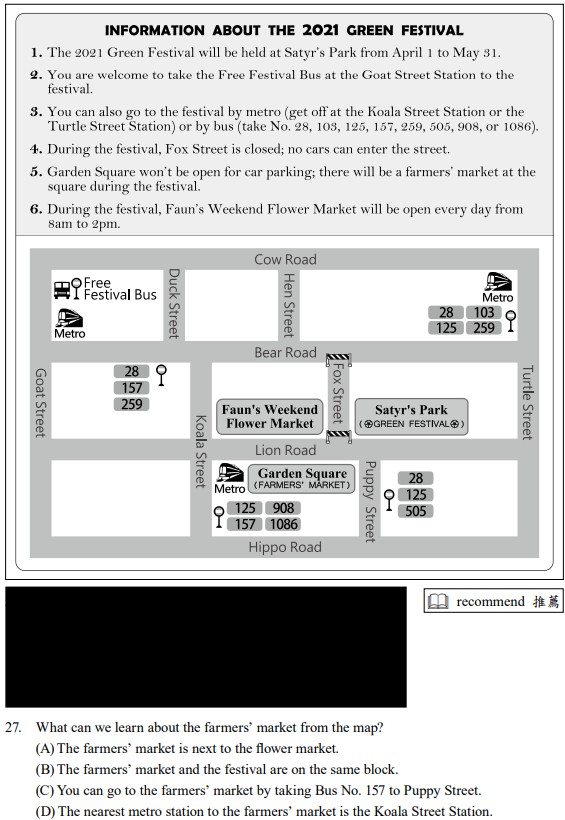 INFORMATION ABOUT THE 2021 GREEN FESTIVAL
1. The 2021 Green Festival will be held at Satyr's Park from April 1 to May 31.
2. You are welcome to take the Free Festival Bus at the Goat Street Station to the
festival.
3. You can also go to the festival by metro (get off at the Koala Street Station or the
Turtle Street Station) or by bus (take No. 28, 103, 125, 157, 259, 505, 908, or 1086).
4. During the festival, Fox Street is closed; no cars can enter the street.
5. Garden Square won't be open for car parking; there will be a farmers' market at the
square during the festival.
6. During the festival, Faun's Weekend Flower Market will be open every day from
8am to 2pm.
Cow Road
Free
Festival Bus
Metro
Duck Street
Hen Street
Metro
28 103
125 259
Bear Road
Goat Street
28
157
259
Koala Street
Faun's Weekend
Flower Market
Fox Street
Satyr's Park
(GREEN FESTIVAL)
Turtle Street
Lion Road
Metro
Garden Square
(FARMERS' MARKET)
125 908
157 1086
Puppy Street
28
125
505
Hippo Road
recommend 推薦
27. What can we learn about the farmers' market from the map?
(A) The farmers' market is next to the flower market.
(B) The farmers' market and the festival are on the same block.
(C) You can go to the farmers' market by taking Bus No. 157 to Puppy Street.
(D) The nearest metro station to the farmers' market is the Koala Street Station.